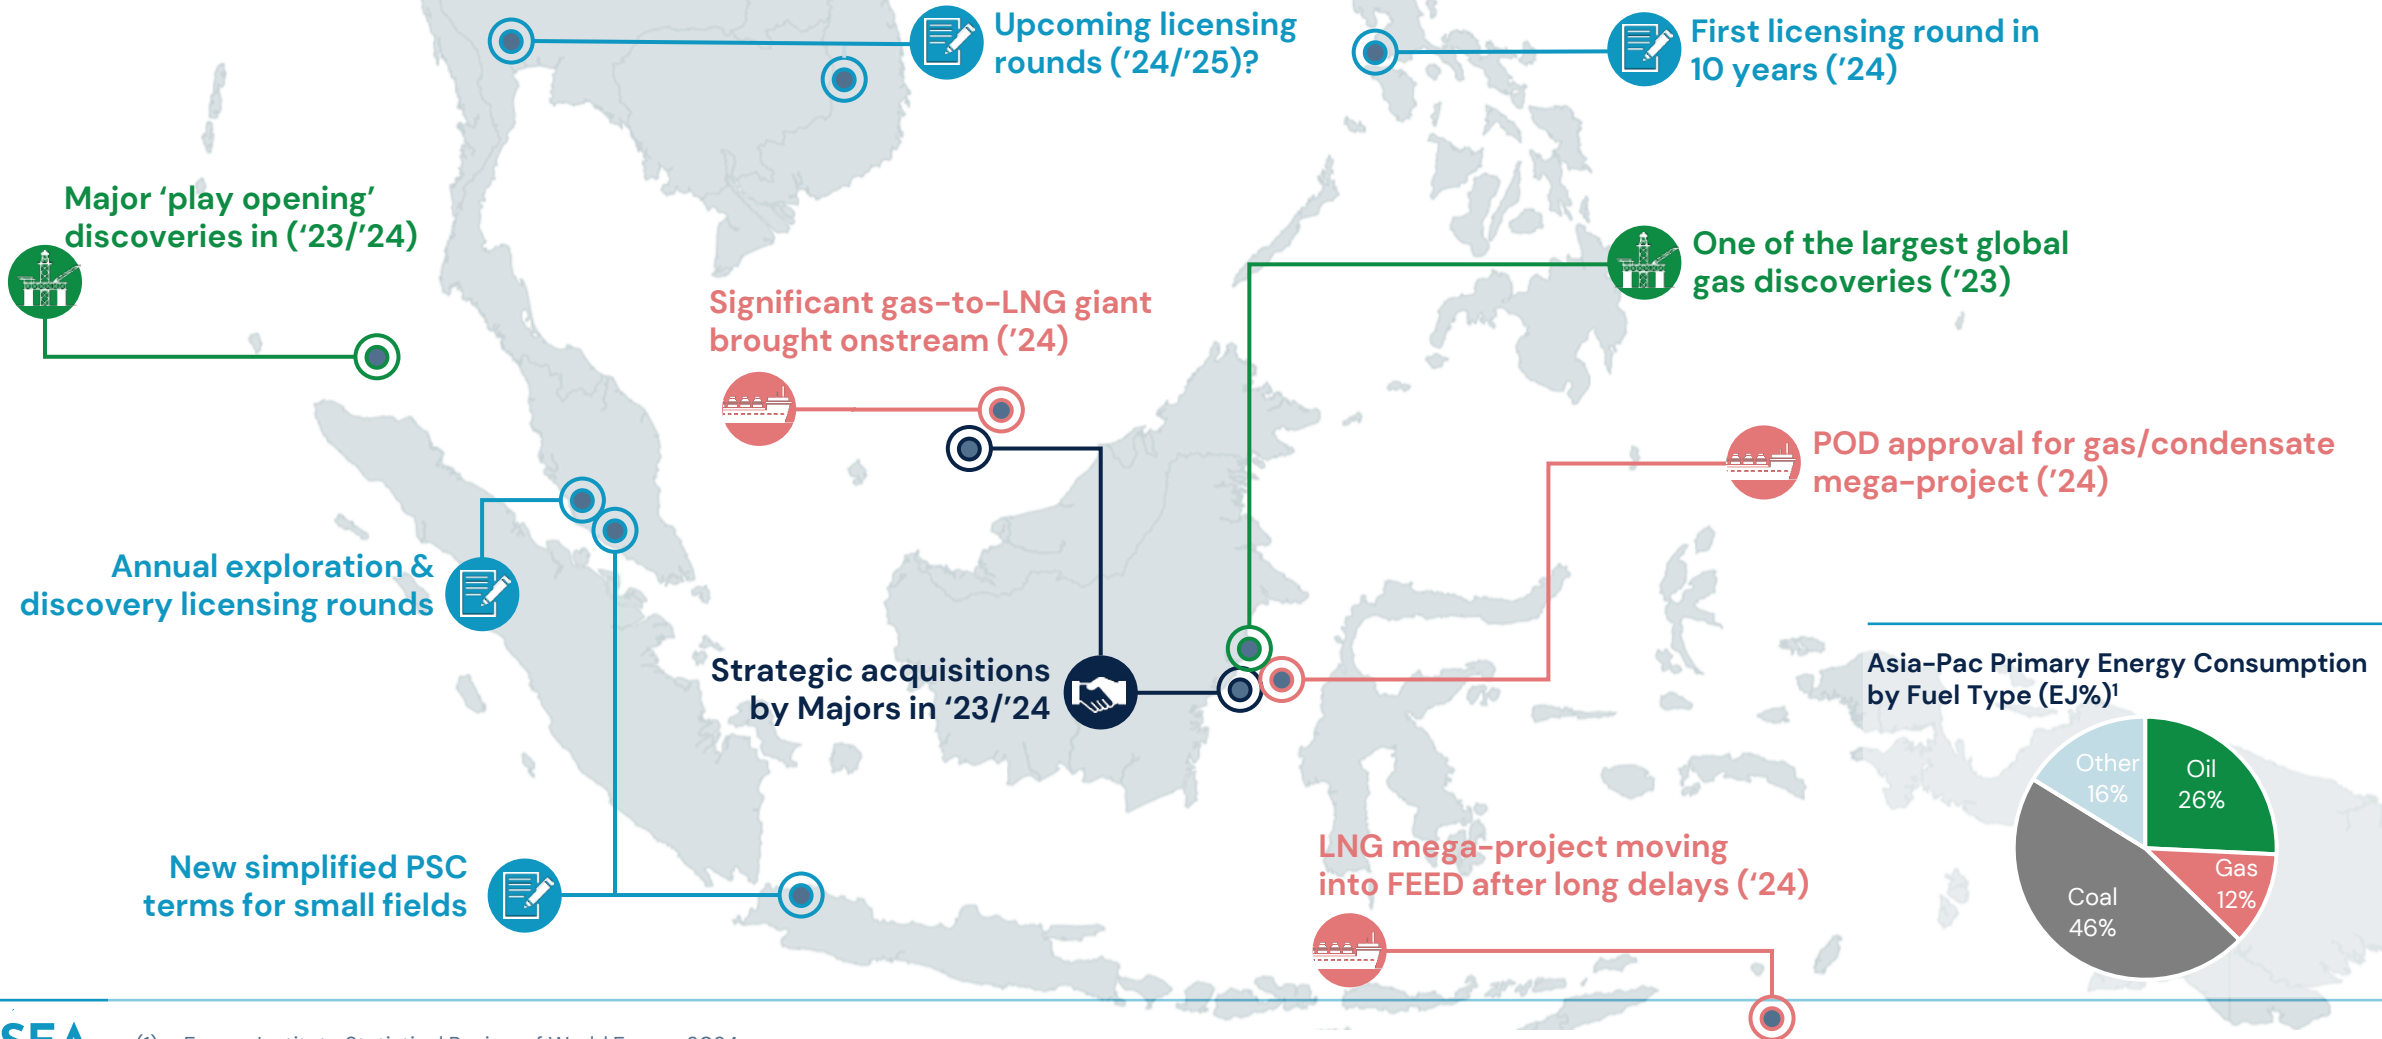 Upcoming licensing
rounds (’24/’25)?
First licensing round in
10 years (’24)
Major ‘play opening’
discoveries in (‘23/’24)
One of the largest global
gas discoveries (’23)
Significant gas-to-LNG giant
brought onstream (’24)
POD approval for gas/condensate
mega-project (’24)
Annual exploration &
discovery licensing rounds
Strategic acquisitions
by Majors in ‘23/’24
Asia-Pac Primary Energy Consumption
by Fuel Type (EJ%)¹
Other
16%
Oil
26%
Gas
12%
Coal
46%
LNG mega-project moving
into FEED after long delays (‘24)
New simplified PSC
terms for small fields